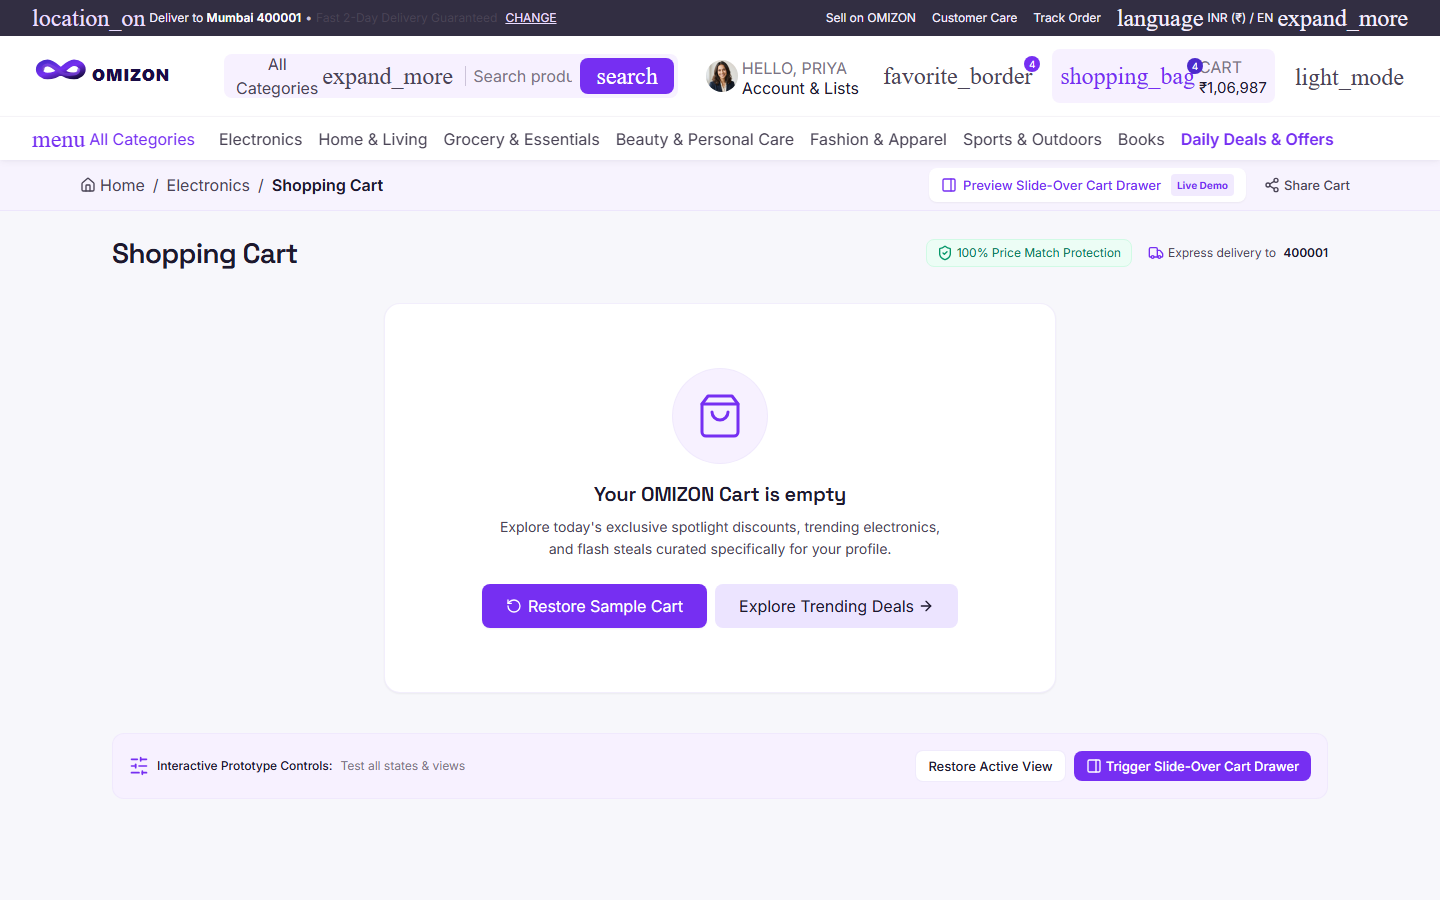 location_on Deliver to Mumbai 400001 • Fast 2-Day Delivery Guaranteed CHANGE
Sell on OMIZON Customer Care Track Order language INR (₹) / EN expand_more
OMIZON
All Categories expand_more Search produ search
HELLO, PRIYA
Account & Lists
favorite_border 4
shopping_bag 4 CART
₹1,06,987
light_mode
menu All Categories Electronics Home & Living Grocery & Essentials Beauty & Personal Care Fashion & Apparel Sports & Outdoors Books Daily Deals & Offers
Home / Electronics / Shopping Cart
Preview Slide-Over Cart Drawer Live Demo Share Cart
Shopping Cart
100% Price Match Protection Express delivery to 400001
Your OMIZON Cart is empty
Explore today's exclusive spotlight discounts, trending electronics,
and flash steals curated specifically for your profile.
Restore Sample Cart Explore Trending Deals
Interactive Prototype Controls: Test all states & views
Restore Active View Trigger Slide-Over Cart Drawer